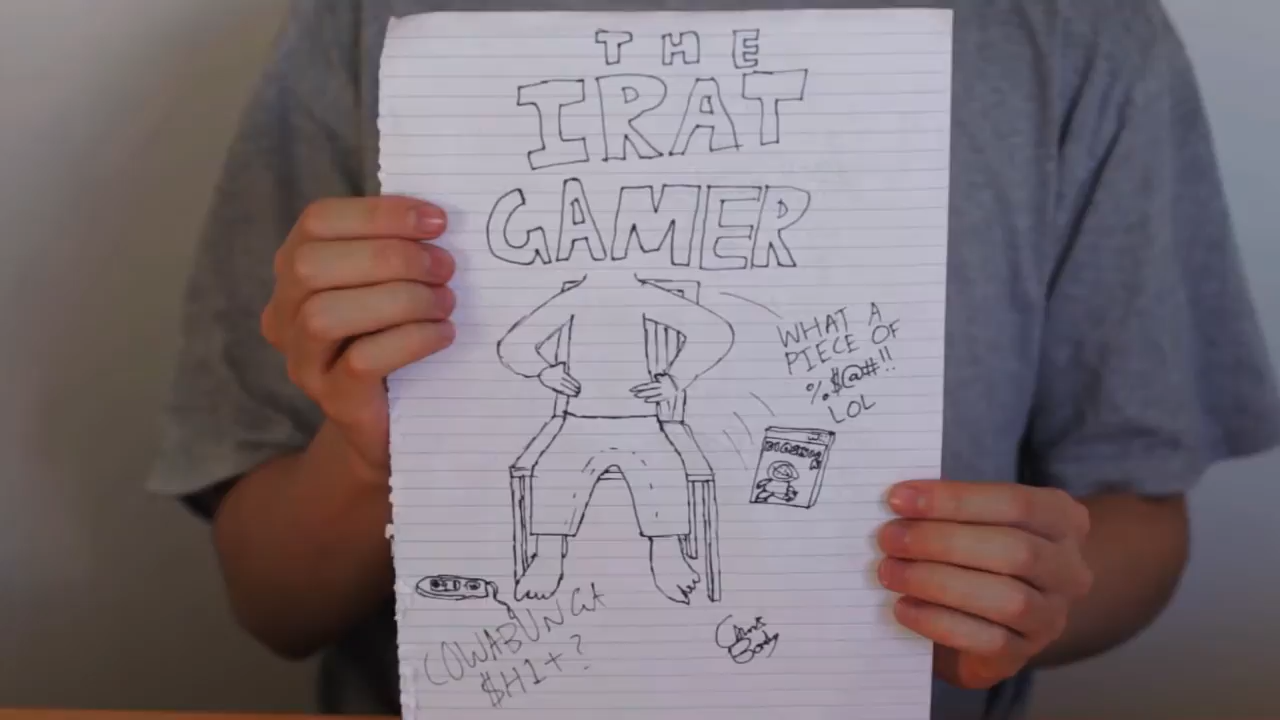 THE
IRAT
GAMER
WHAT A
PIECE OF
%$@#!!
LOL
COWABUNGA
$H1+?